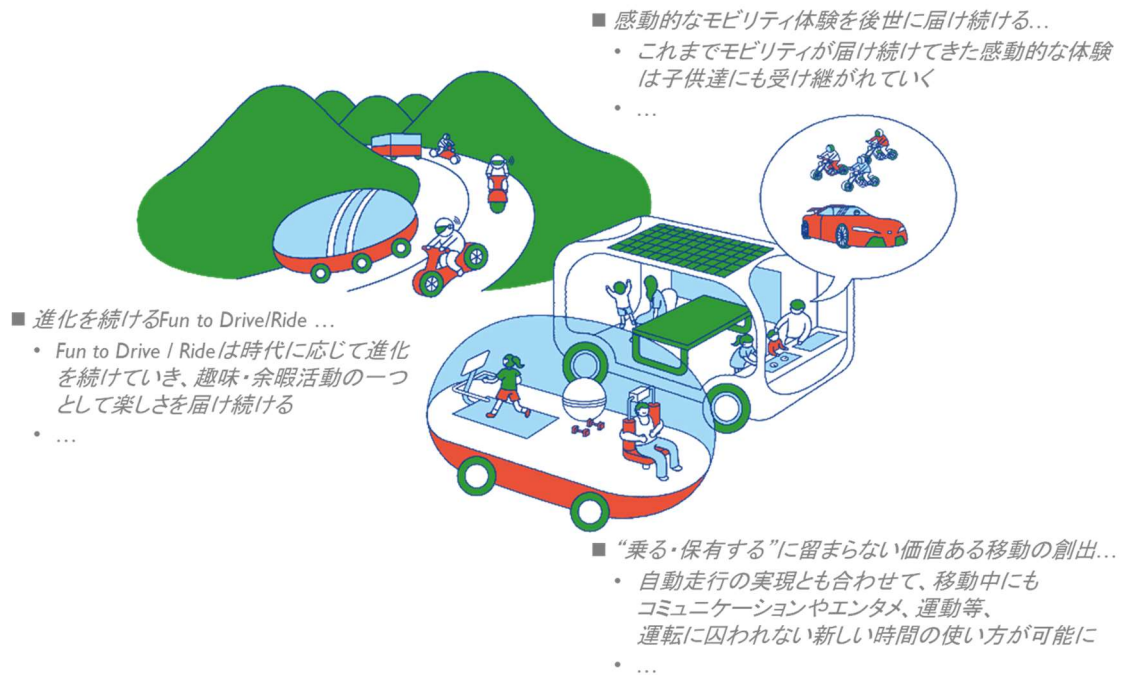 ■ 感動的なモビリティ体験を後世に届け続ける…
• これまでモビリティが届け続けてきた感動的な体験
は子供達にも受け継がれていく
• …
■ 進化を続けるFun to Drive/Ride …
• Fun to Drive / Rideは時代に応じて進化
を続けていき、趣味・余暇活動の一つ
として楽しさを届け続ける
• …
■ “乗る・保有する”に留まらない価値ある移動の創出…
• 自動走行の実現とも合わせて、移動中にも
コミュニケーションやエンタメ、運動等、
運転に囚われない新しい時間の使い方が可能に
• …